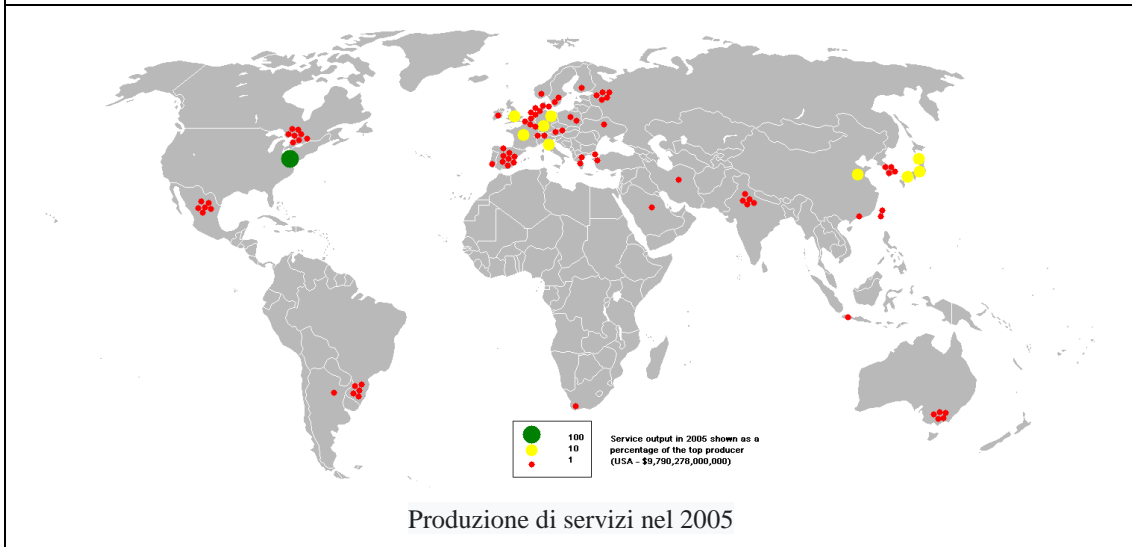 100
10
1
Service output in 2005 shown as a
percentage of the top producer
(USA - $9,790,278,000,000)
Produzione di servizi nel 2005